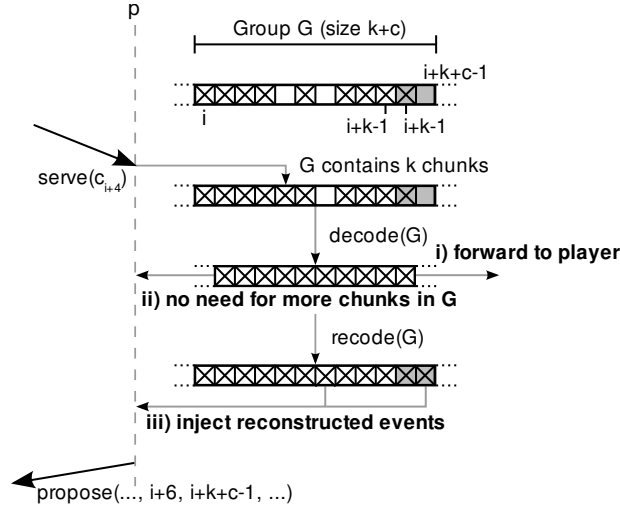 p
Group G (size k+c)
i+k+c-1
i
i+k-1
i+k-1
G contains k chunks
serve(c_{i+4})
decode(G)
i) forward to player
ii) no need for more chunks in G
recode(G)
iii) inject reconstructed events
propose(..., i+6, i+k+c-1, ...)